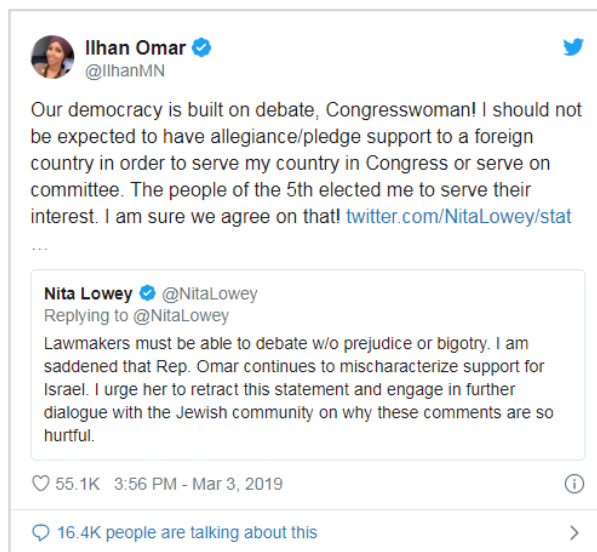 Ilhan Omar
@IlhanMN
Our democracy is built on debate, Congresswoman! I should not
be expected to have allegiance/pledge support to a foreign
country in order to serve my country in Congress or serve on
committee. The people of the 5th elected me to serve their
interest. I am sure we agree on that! twitter.com/NitaLowey/stat
…
Nita Lowey @NitaLowey
Replying to @NitaLowey
Lawmakers must be able to debate w/o prejudice or bigotry. I am
saddened that Rep. Omar continues to mischaracterize support for
Israel. I urge her to retract this statement and engage in further
dialogue with the Jewish community on why these comments are so
hurtful.
55.1K 3:56 PM - Mar 3, 2019
16.4K people are talking about this